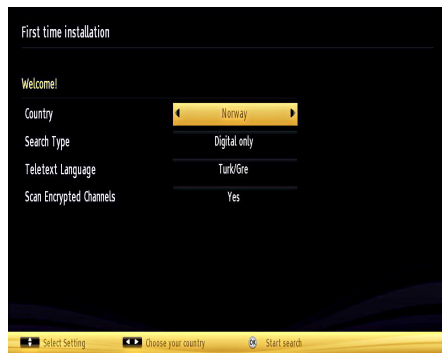 First time installation
Welcome!
Country Norway
Search Type Digital only
Teletext Language Turk/Gre
Scan Encrypted Channels Yes
Select Setting Choose your country OK Start search